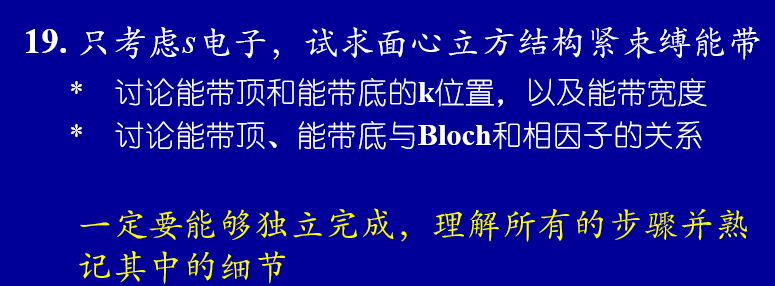 19. 只考虑s电子，试求面心立方结构紧束缚能带
* 讨论能带顶和能带底的k位置，以及能带宽度
* 讨论能带顶、能带底与Bloch和相因子的关系
一定要能够独立完成，理解所有的步骤并熟
记其中的细节